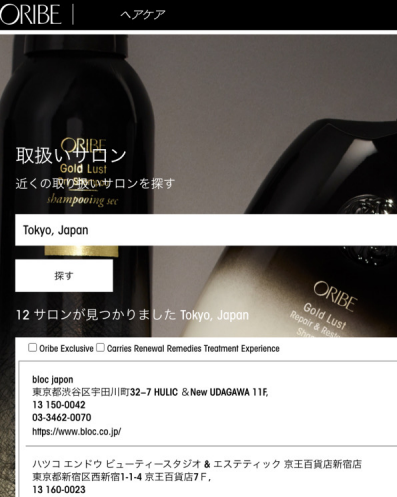 ORIBE
ヘアケア
ORIBE
Gold Lust
shampooing sec
取扱いサロン
近くの取り扱いサロンを探す
Tokyo, Japan
探す
ORIBE
Gold Lust
Repair & Restore
12 サロンが見つかりました Tokyo, Japan
Oribe Exclusive
Carries Renewal Remedies Treatment Experience
bloc japon
東京都渋谷区宇田川町32−7 HULIC ＆New UDAGAWA 11F,
13 150-0042
03-3462-0070
https://www.bloc.co.jp/
ハツコ エンドウ ビューティースタジオ & エステティック 京王百貨店新宿店
東京都新宿区西新宿1-1-4 京王百貨店7Ｆ,
13 160-0023